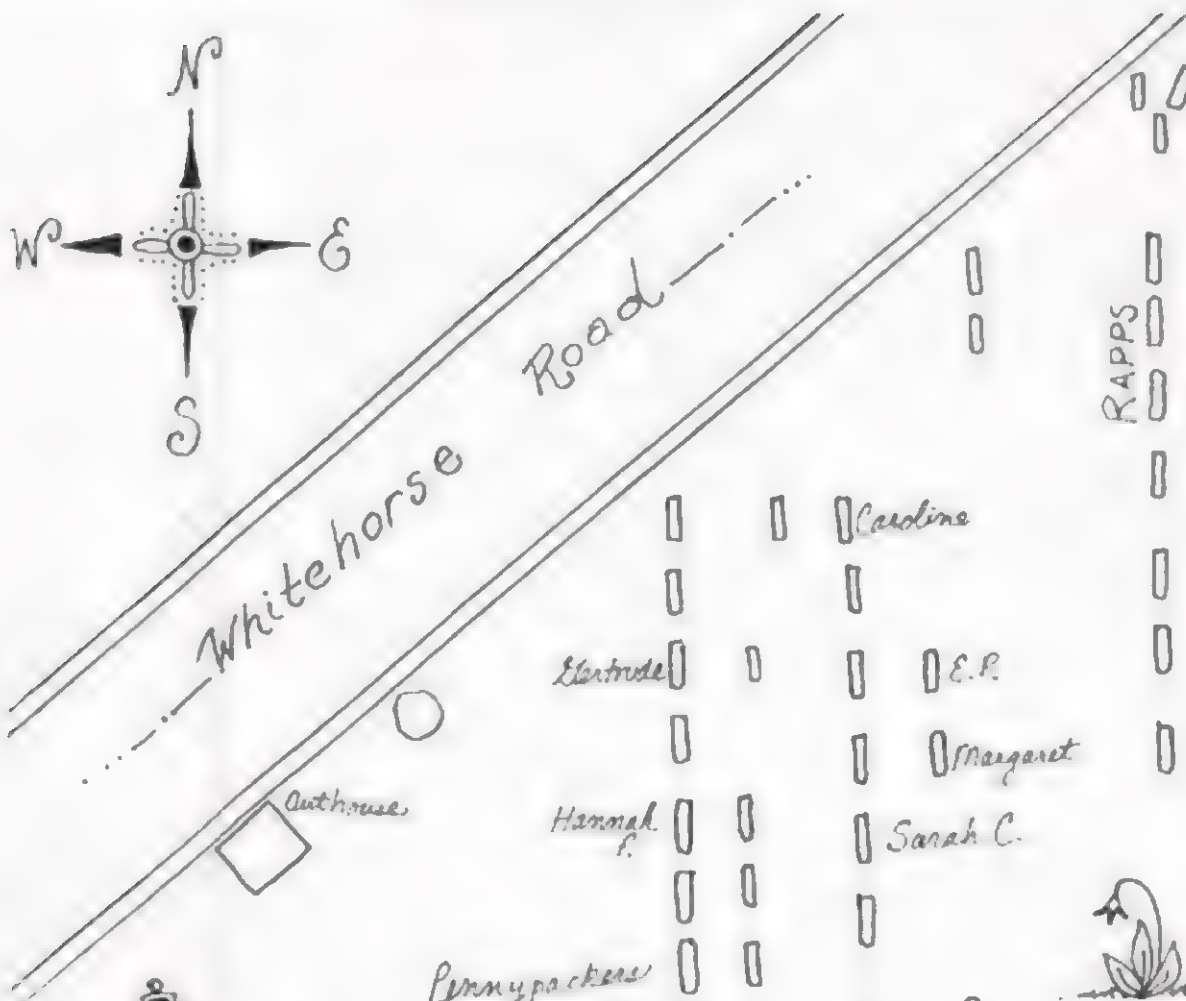 N
W E
S
Whitehorse Road
RAPPS
Caroline
Gertrude
E.P.
Margaret
Outhouse
Hannah
P.
Sarah C.
Pennypackers